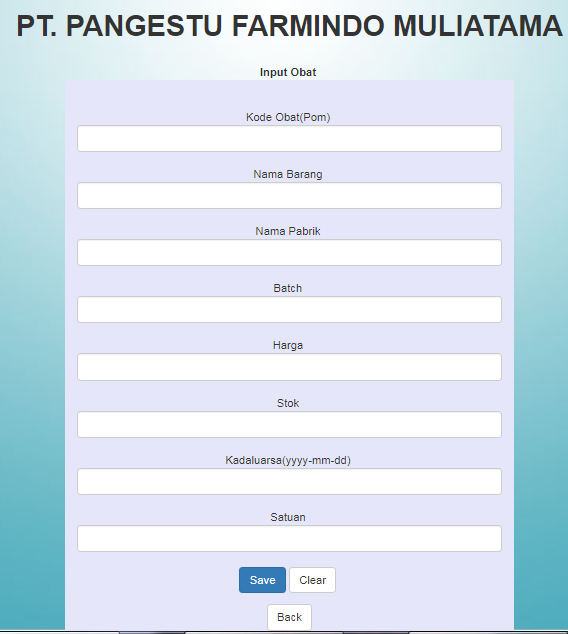 PT. PANGESTU FARMINDO MULIATAMA
Input Obat
Kode Obat(Pom)
Nama Barang
Nama Pabrik
Batch
Harga
Stok
Kadaluarsa(yyyy-mm-dd)
Satuan
Save Clear
Back